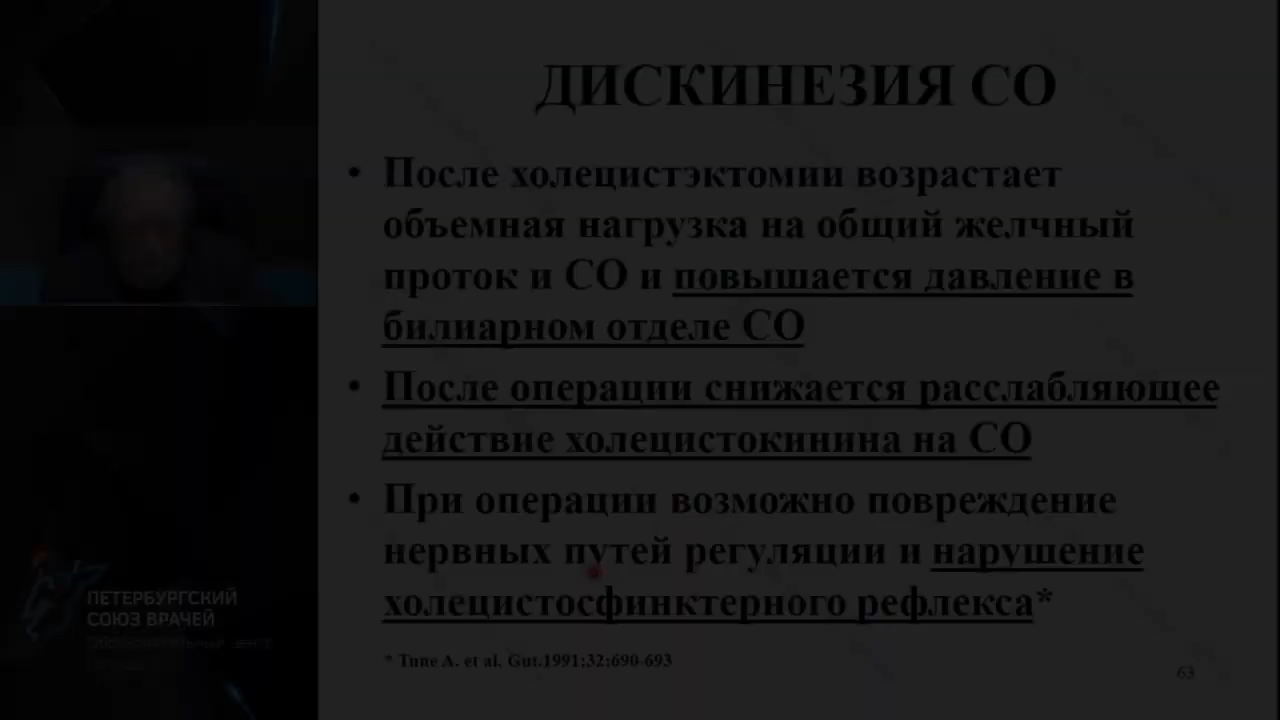 ДИСКИНЕЗИЯ СО
• После холецистэктомии возрастает
объемная нагрузка на общий желчный
проток и СО и повышается давление в
билиарном отделе СО
• После операции снижается расслабляющее
действие холецистокинина на СО
• При операции возможно повреждение
нервных путей регуляции и нарушение
холецистосфинктерного рефлекса*
* Tune A. et al. Gut.1991;32:690-693
63
ПЕТЕРБУРГСКИЙ
СОЮЗ ВРАЧЕЙ